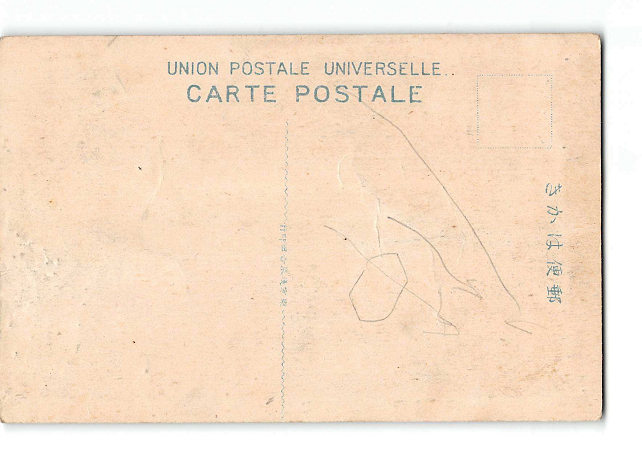 UNION POSTALE UNIVERSELLE..
CARTE POSTALE
きかは便郵